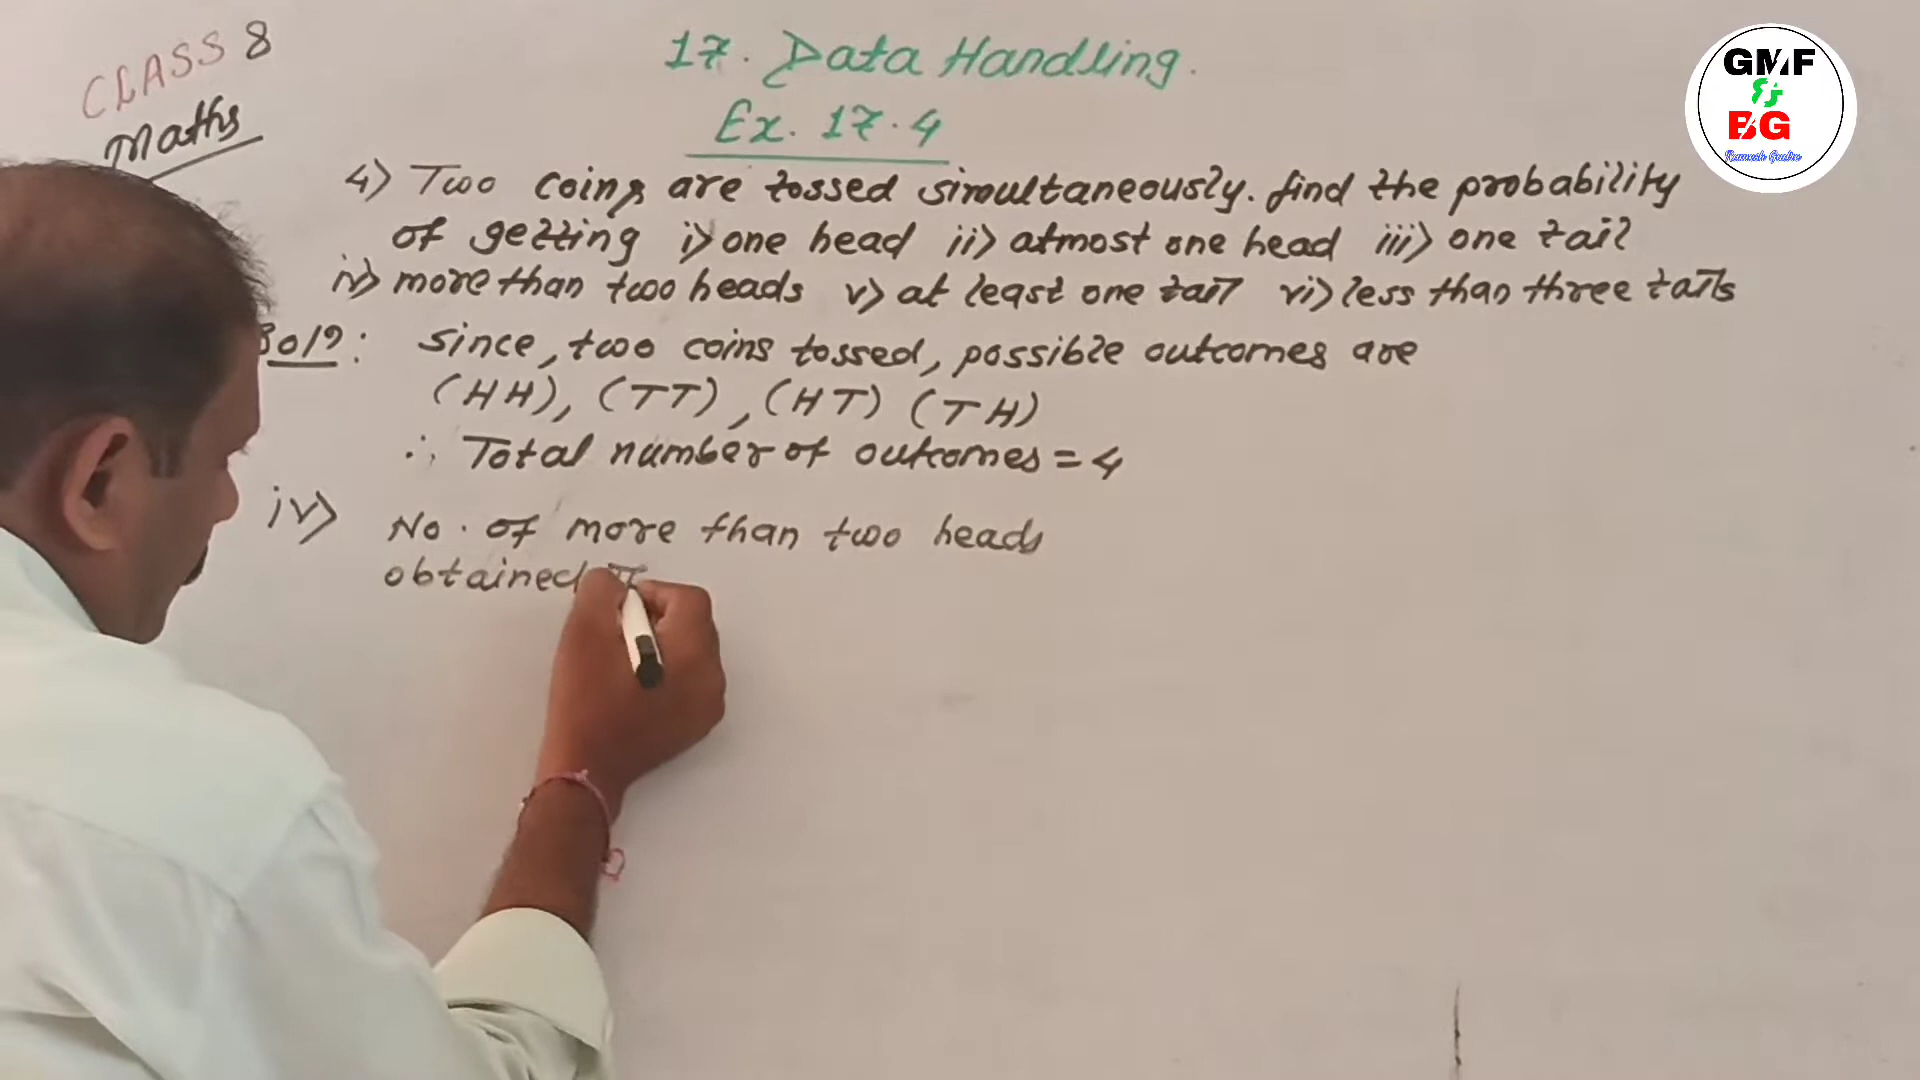 CLASS 8
Maths
17. Data Handling.
Ex. 17.4
GMF
&
BG
Ramesh Gudin
4) Two coins are tossed simultaneously. find the probability
of getting i) one head ii) atmost one head iii) one tail
iv) more than two heads v) at least one tail vi) less than three tails
Soln: Since, two coins tossed, possible outcomes are
(HH), (TT), (HT) (TH)
∴ Total number of outcomes = 4
iv) No. of more than two heads
obtained